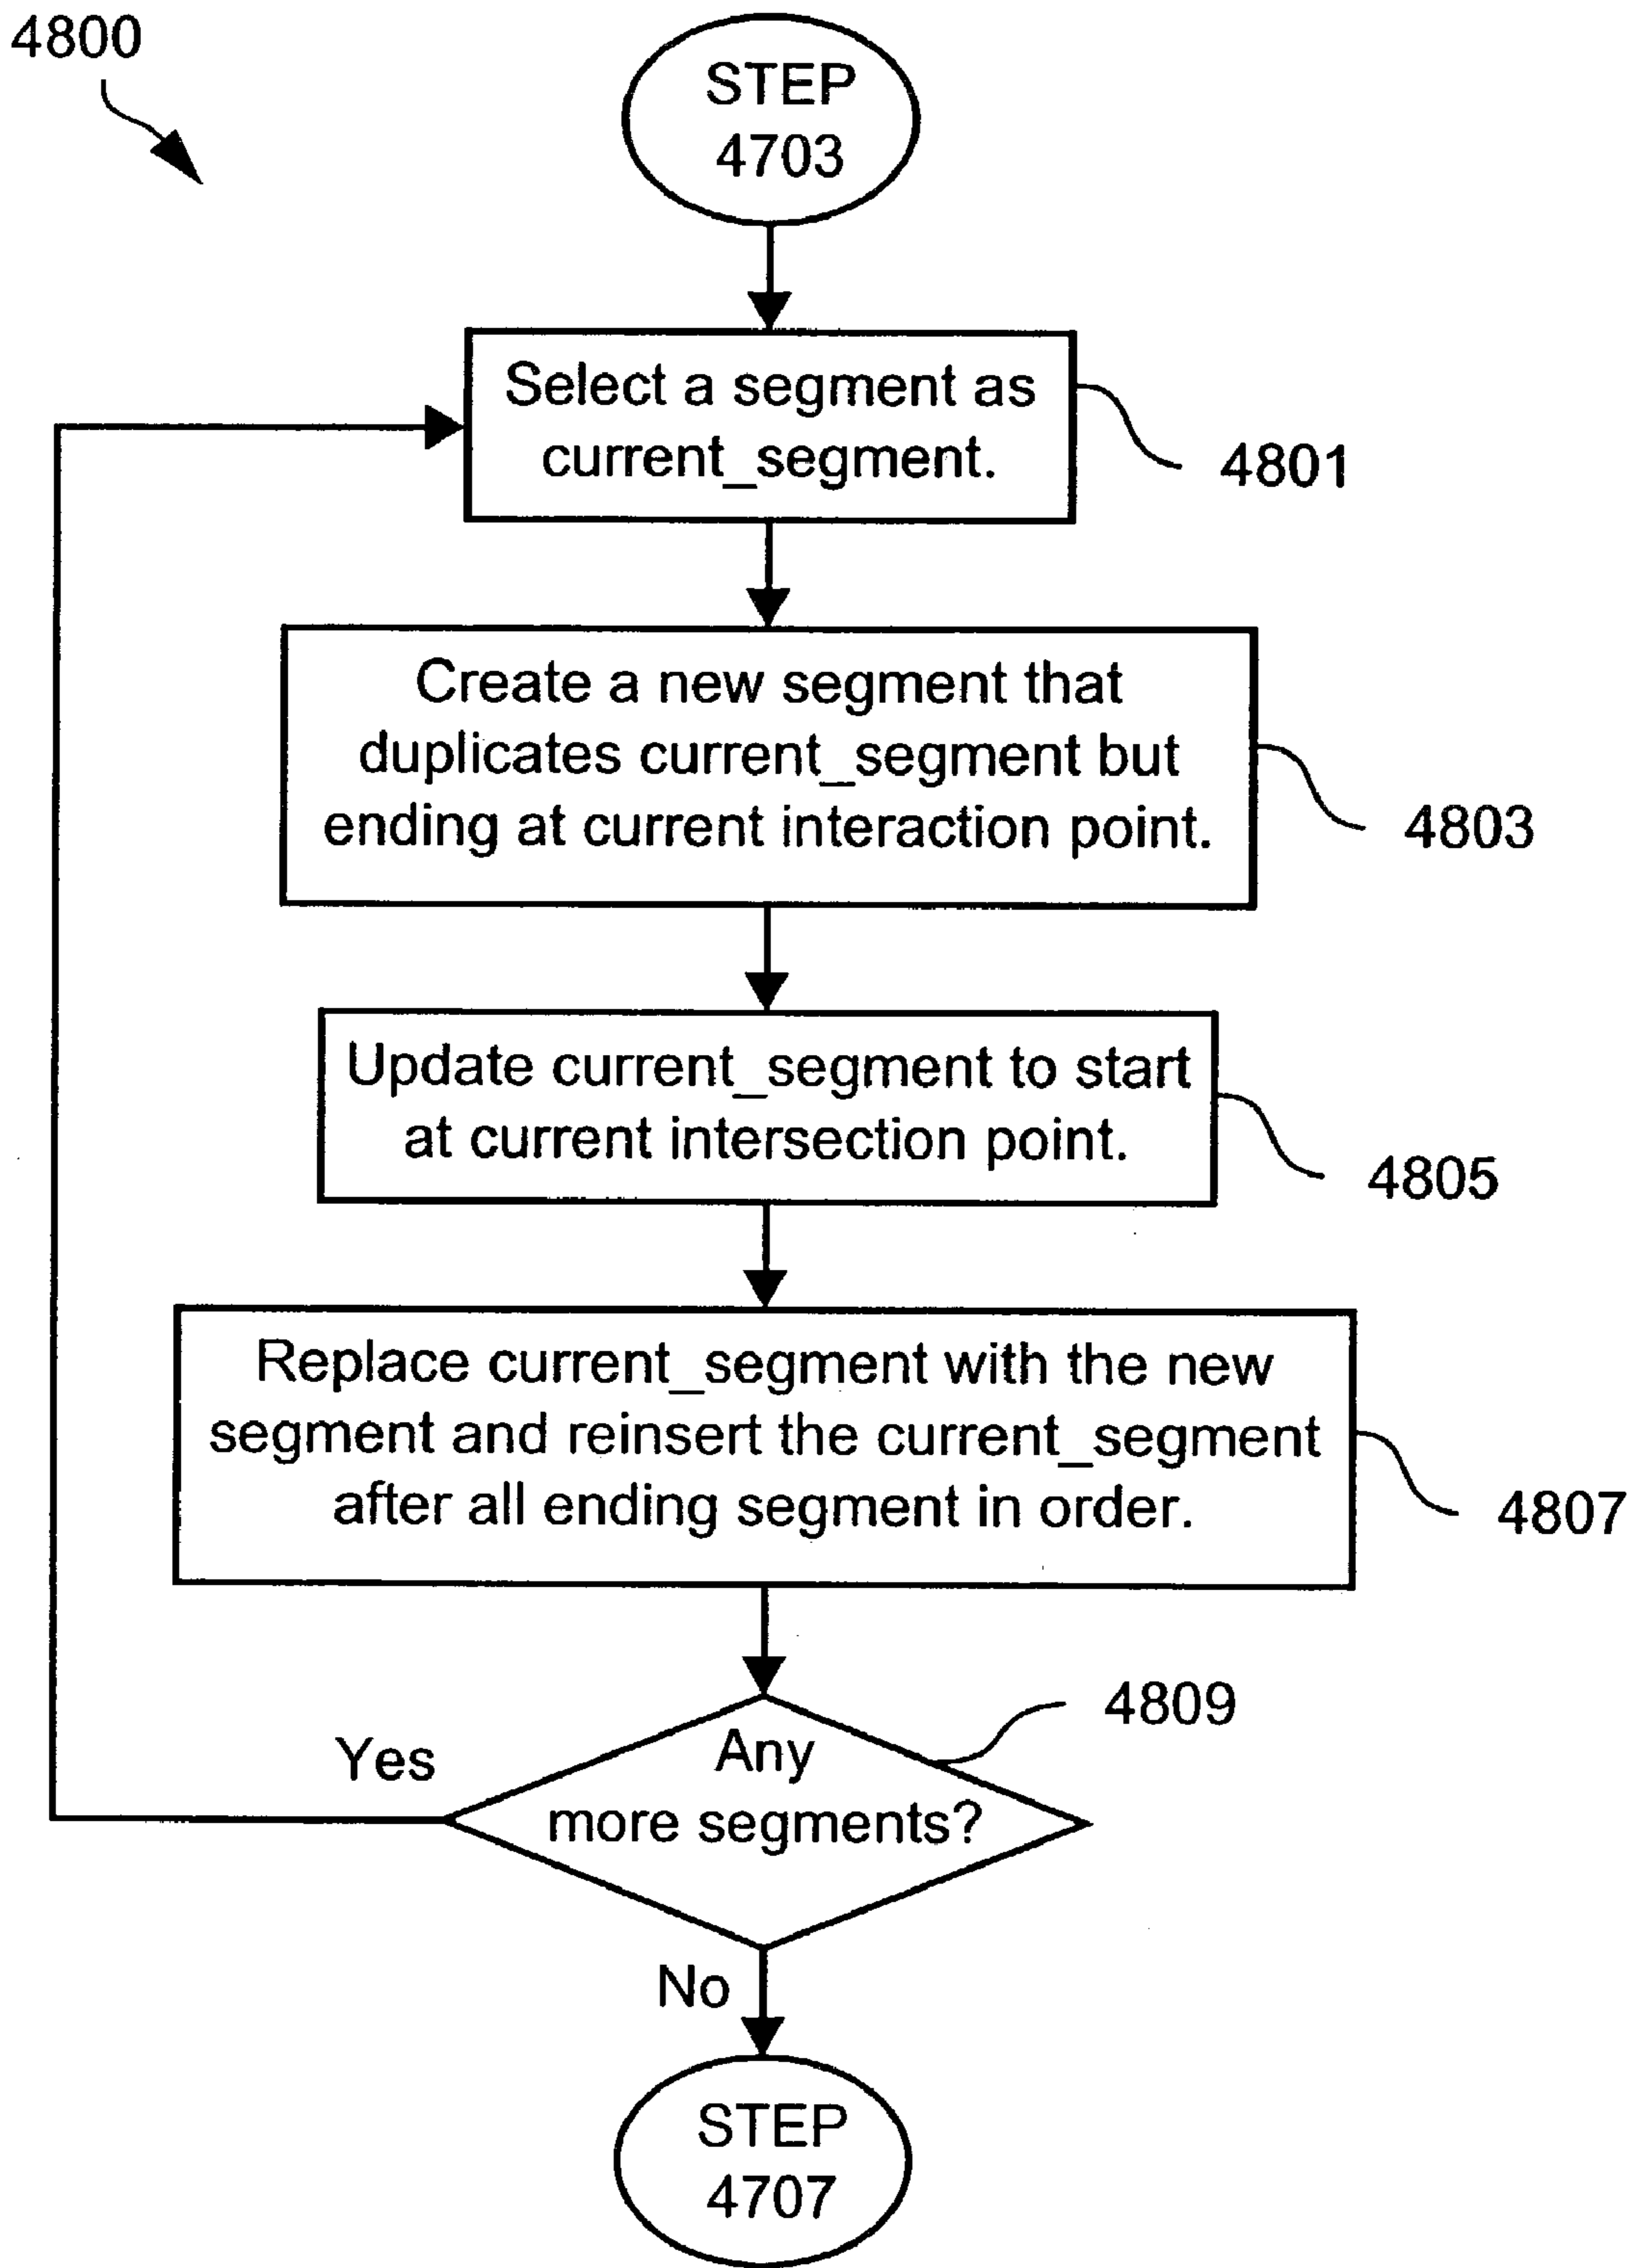 4800
STEP
4703
Select a segment as
current_segment.
4801
Create a new segment that
duplicates current_segment but
ending at current interaction point.
4803
Update current_segment to start
at current intersection point.
4805
Replace current_segment with the new
segment and reinsert the current_segment
after all ending segment in order.
4807
4809
Yes
Any
more segments?
No
STEP
4707